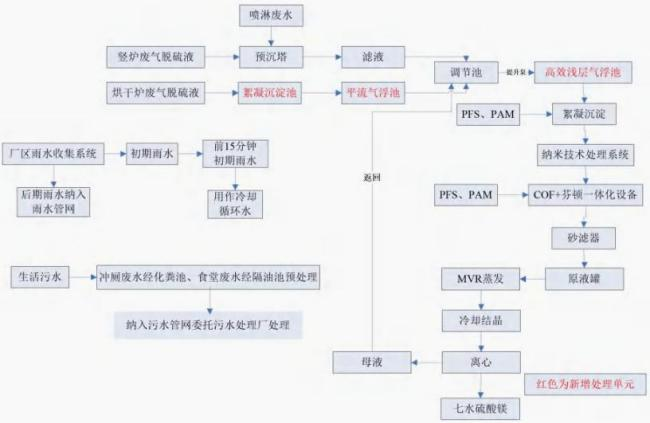 喷淋废水
竖炉废气脱硫液
预沉塔
滤液
调节池
提升泵
高效浅层气浮池
烘干炉废气脱硫液
絮凝沉淀池
平流气浮池
PFS、PAM
絮凝沉淀
厂区雨水收集系统
初期雨水
前15分钟
初期雨水
纳米技术处理系统
返回
后期雨水纳入
雨水管网
用作冷却
循环水
PFS、PAM
COF+芬顿一体化设备
砂滤器
生活污水
冲厕废水经化粪池、食堂废水经隔油池预处理
MVR蒸发
原液罐
纳入污水管网委托污水处理厂处理
冷却结晶
母液
离心
红色为新增处理单元
七水硫酸镁